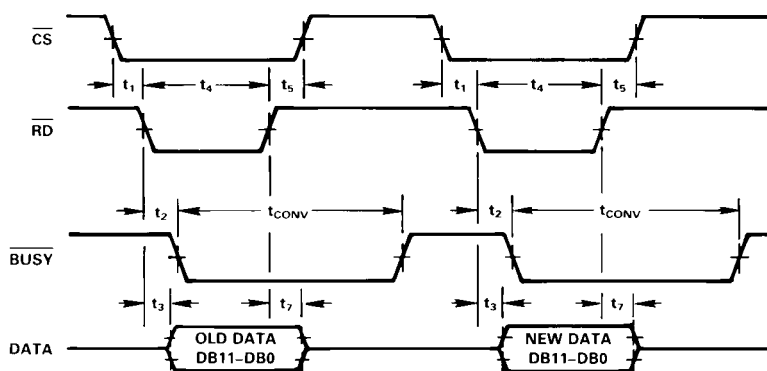 CS
t1 t4 t5 t1 t4 t5
RD
t2 tCONV t2 tCONV
BUSY
t3 t7 t3 t7
DATA
OLD DATA
DB11–DB0
NEW DATA
DB11–DB0